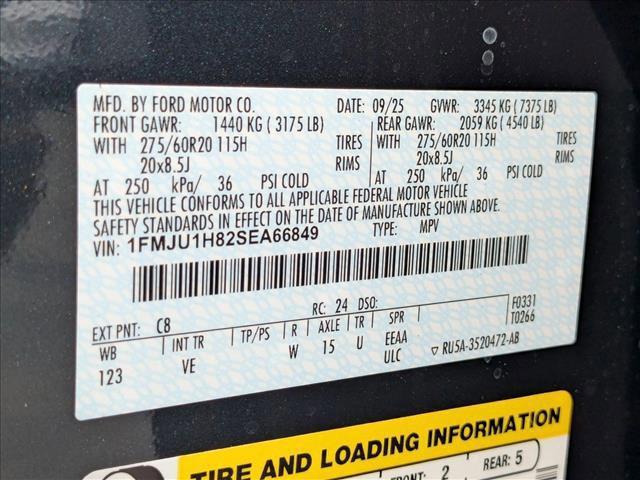 MFD. BY FORD MOTOR CO. DATE: 09/25 GVWR: 3345 KG ( 7375 LB)
FRONT GAWR: 1440 KG ( 3175 LB) REAR GAWR: 2059 KG ( 4540 LB)
WITH 275/60R20 115H TIRES WITH 275/60R20 115H TIRES
20x8.5J RIMS 20x8.5J RIMS
AT 250 kPa/ 36 PSI COLD AT 250 kPa/ 36 PSI COLD
THIS VEHICLE CONFORMS TO ALL APPLICABLE FEDERAL MOTOR VEHICLE
SAFETY STANDARDS IN EFFECT ON THE DATE OF MANUFACTURE SHOWN ABOVE.
VIN: 1FMJU1H82SEA66849 TYPE: MPV
EXT PNT: C8 RC: 24 DSO: F0331
T0266
WB INT TR TP/PS R AXLE TR SPR
123 VE W 15 U EEAA
ULC ▽ RU5A-3520472-AB
TIRE AND LOADING INFORMATION
FRONT: 2 REAR: 5